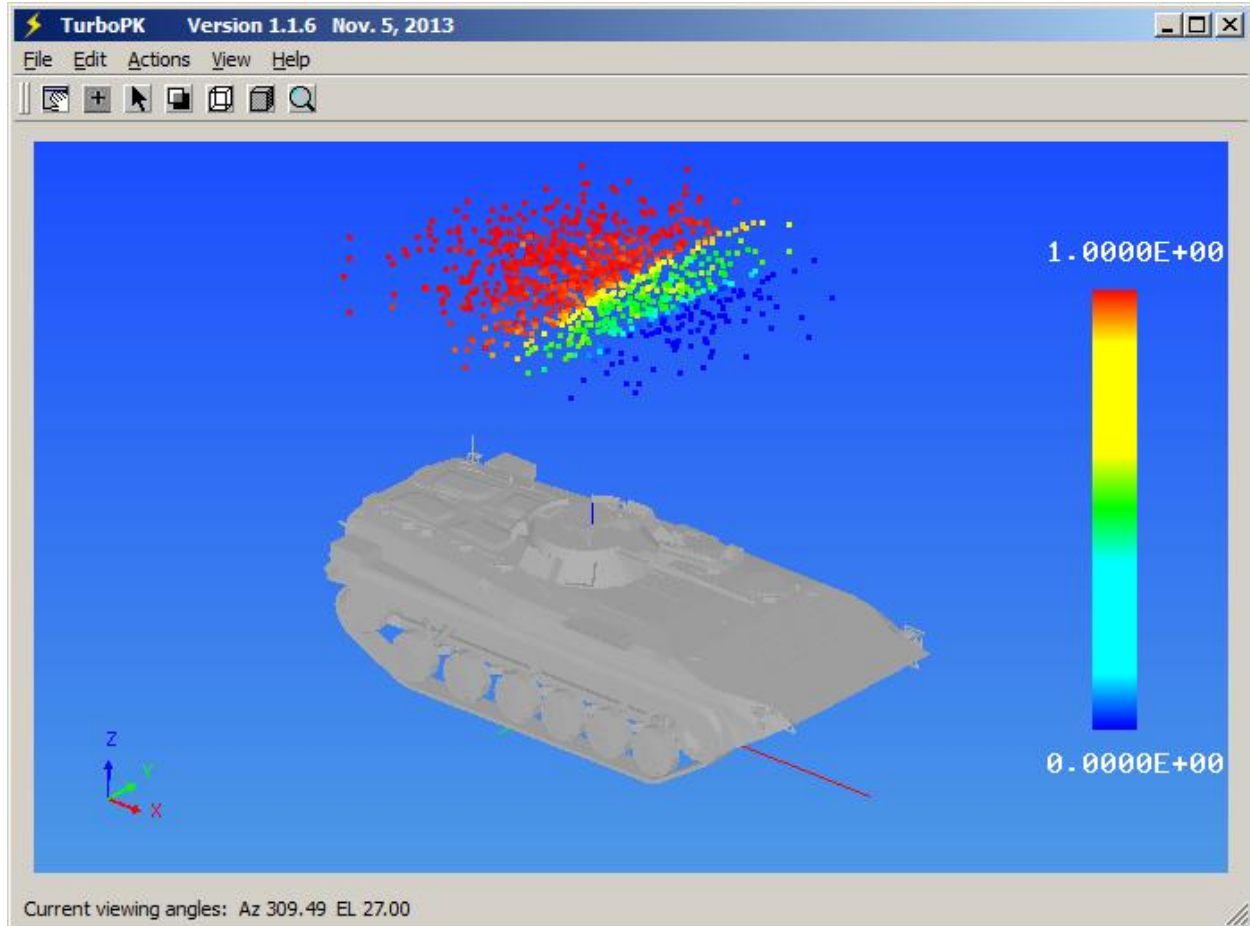 TurboPK Version 1.1.6 Nov. 5, 2013
File Edit Actions View Help
1.0000E+00
0.0000E+00
Z
Y
X
Current viewing angles: Az 309.49 EL 27.00